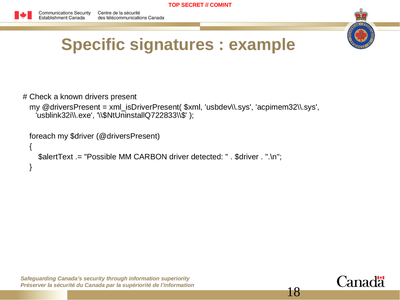 TOP SECRET // COMINT
Communications Security Establishment Canada
Centre de la sécurité des télécommunications Canada
Specific signatures : example
# Check a known drivers present
my @driversPresent = xml_isDriverPresent( $xml, 'usbdev\\.sys', 'acpimem32\\.sys',
'usblink32i\\.exe', '\\$NtUninstallQ722833\\$' );
foreach my $driver (@driversPresent)
{
$alertText .= "Possible MM CARBON driver detected: " . $driver . ".\n";
}
Safeguarding Canada's security through information superiority
Préserver la sécurité du Canada par la supériorité de l'information
18
Canada